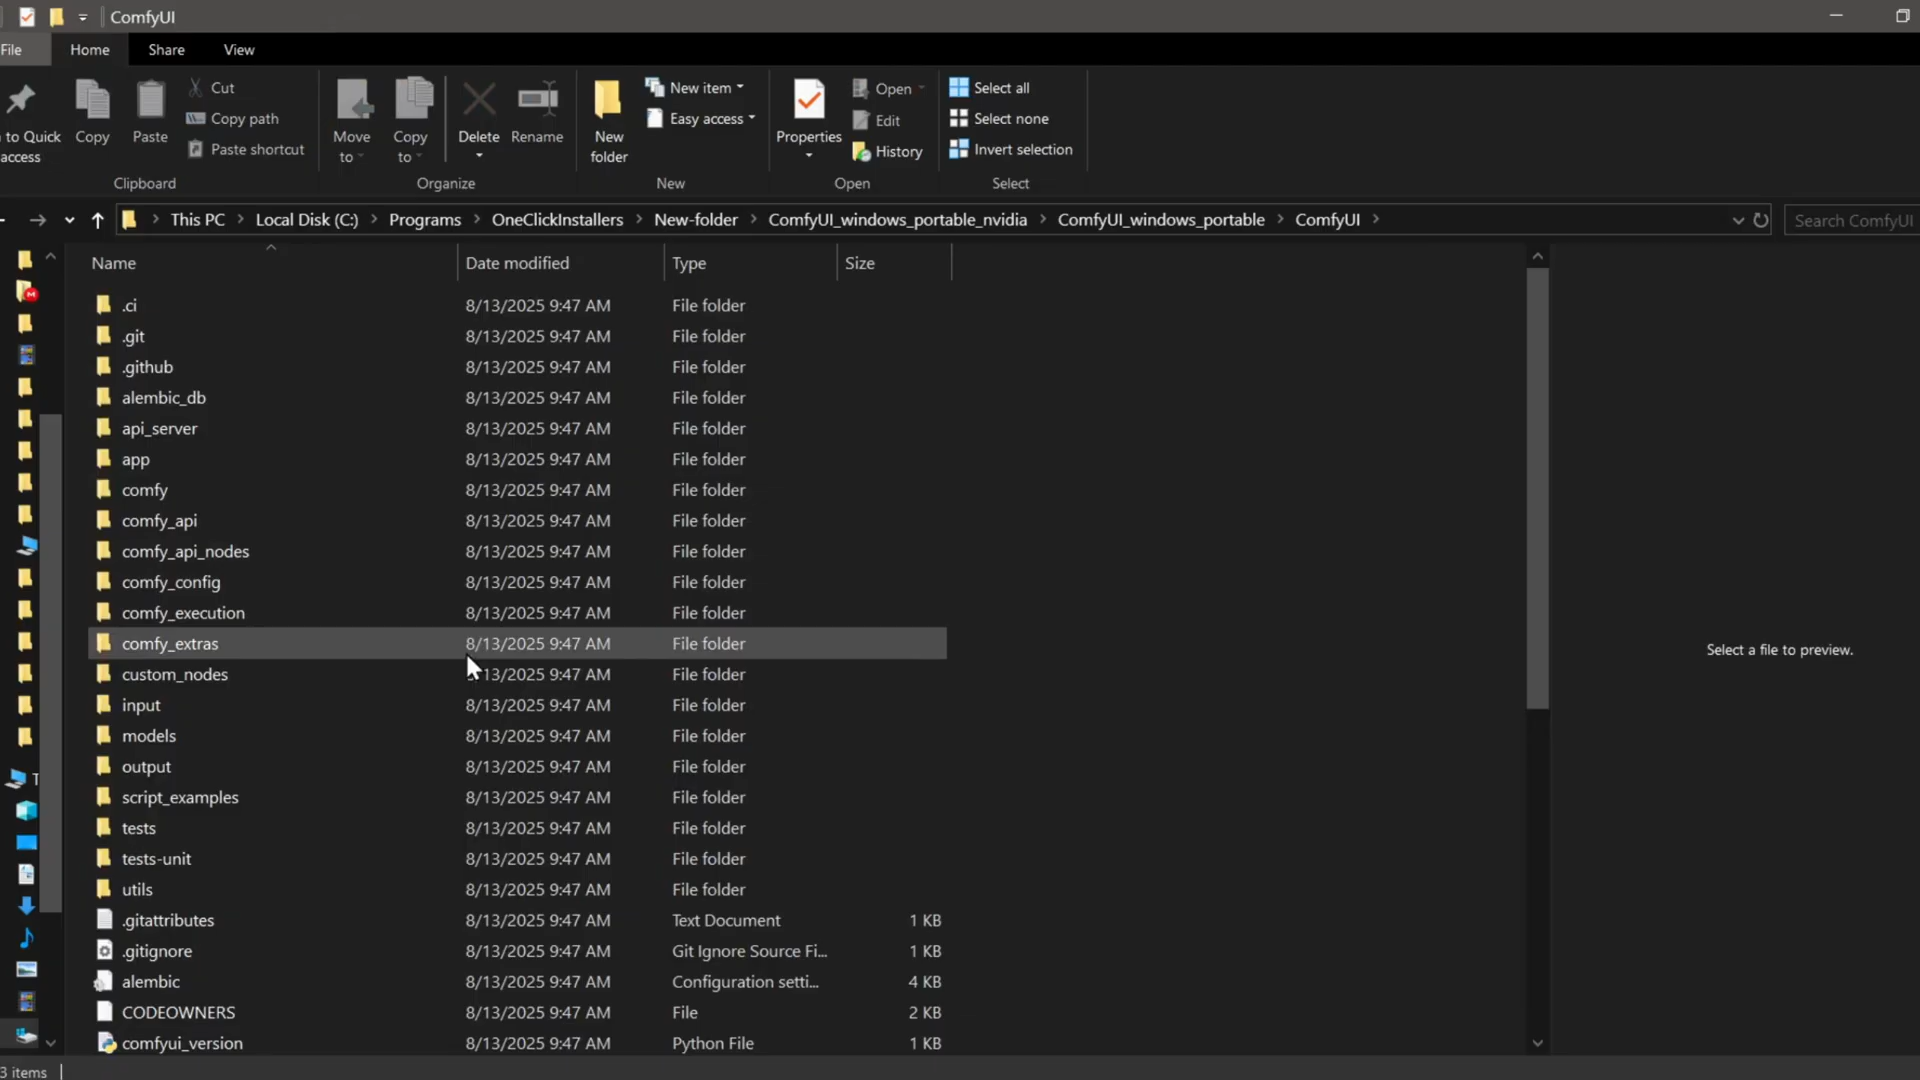 ComfyUI
File Home Share View
to Quick access
Copy
Paste
Cut
Copy path
Paste shortcut
Move to
Copy to
Delete
Rename
New folder
New item
Easy access
Properties
Open
Edit
History
Select all
Select none
Invert selection
Clipboard Organize New Open Select
This PC Local Disk (C:) Programs OneClickInstallers New-folder ComfyUI_windows_portable_nvidia ComfyUI_windows_portable ComfyUI
Search ComfyUI
Name Date modified Type Size
.ci 8/13/2025 9:47 AM File folder
.git 8/13/2025 9:47 AM File folder
.github 8/13/2025 9:47 AM File folder
alembic_db 8/13/2025 9:47 AM File folder
api_server 8/13/2025 9:47 AM File folder
app 8/13/2025 9:47 AM File folder
comfy 8/13/2025 9:47 AM File folder
comfy_api 8/13/2025 9:47 AM File folder
comfy_api_nodes 8/13/2025 9:47 AM File folder
comfy_config 8/13/2025 9:47 AM File folder
comfy_execution 8/13/2025 9:47 AM File folder
comfy_extras 8/13/2025 9:47 AM File folder
custom_nodes /13/2025 9:47 AM File folder
input 8/13/2025 9:47 AM File folder
models 8/13/2025 9:47 AM File folder
output 8/13/2025 9:47 AM File folder
script_examples 8/13/2025 9:47 AM File folder
tests 8/13/2025 9:47 AM File folder
tests-unit 8/13/2025 9:47 AM File folder
utils 8/13/2025 9:47 AM File folder
.gitattributes 8/13/2025 9:47 AM Text Document 1 KB
.gitignore 8/13/2025 9:47 AM Git Ignore Source Fi... 1 KB
alembic 8/13/2025 9:47 AM Configuration setti... 4 KB
CODEOWNERS 8/13/2025 9:47 AM File 2 KB
comfyui_version 8/13/2025 9:47 AM Python File 1 KB
Select a file to preview.
T
3 items